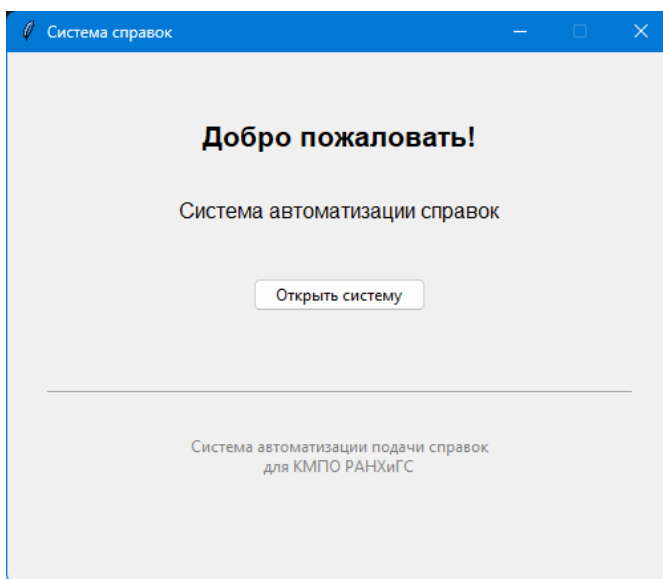 Система справок
Добро пожаловать!
Система автоматизации справок
Открыть систему
Система автоматизации подачи справок
для КМПО РАНХиГС